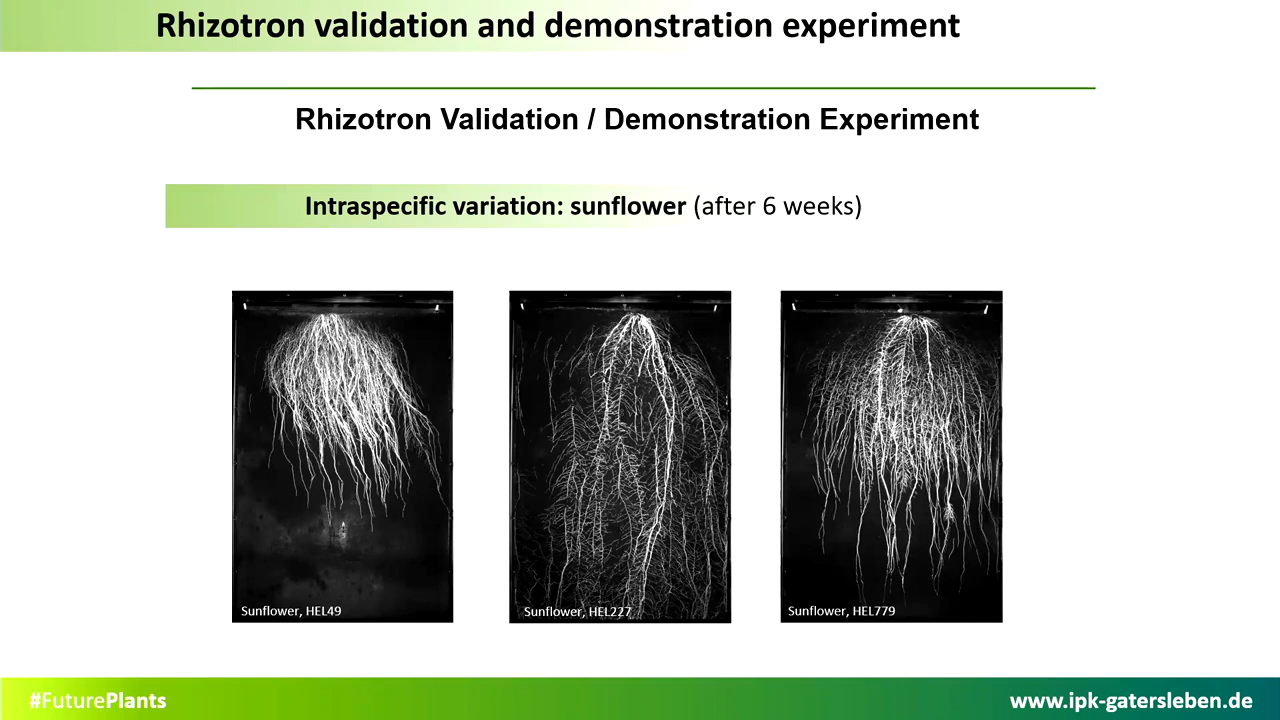 Rhizotron validation and demonstration experiment
Rhizotron Validation / Demonstration Experiment
Intraspecific variation: sunflower (after 6 weeks)
Sunflower, HEL49
Sunflower, HEL227
Sunflower, HEL779
#FuturePlants
www.ipk-gatersleben.de